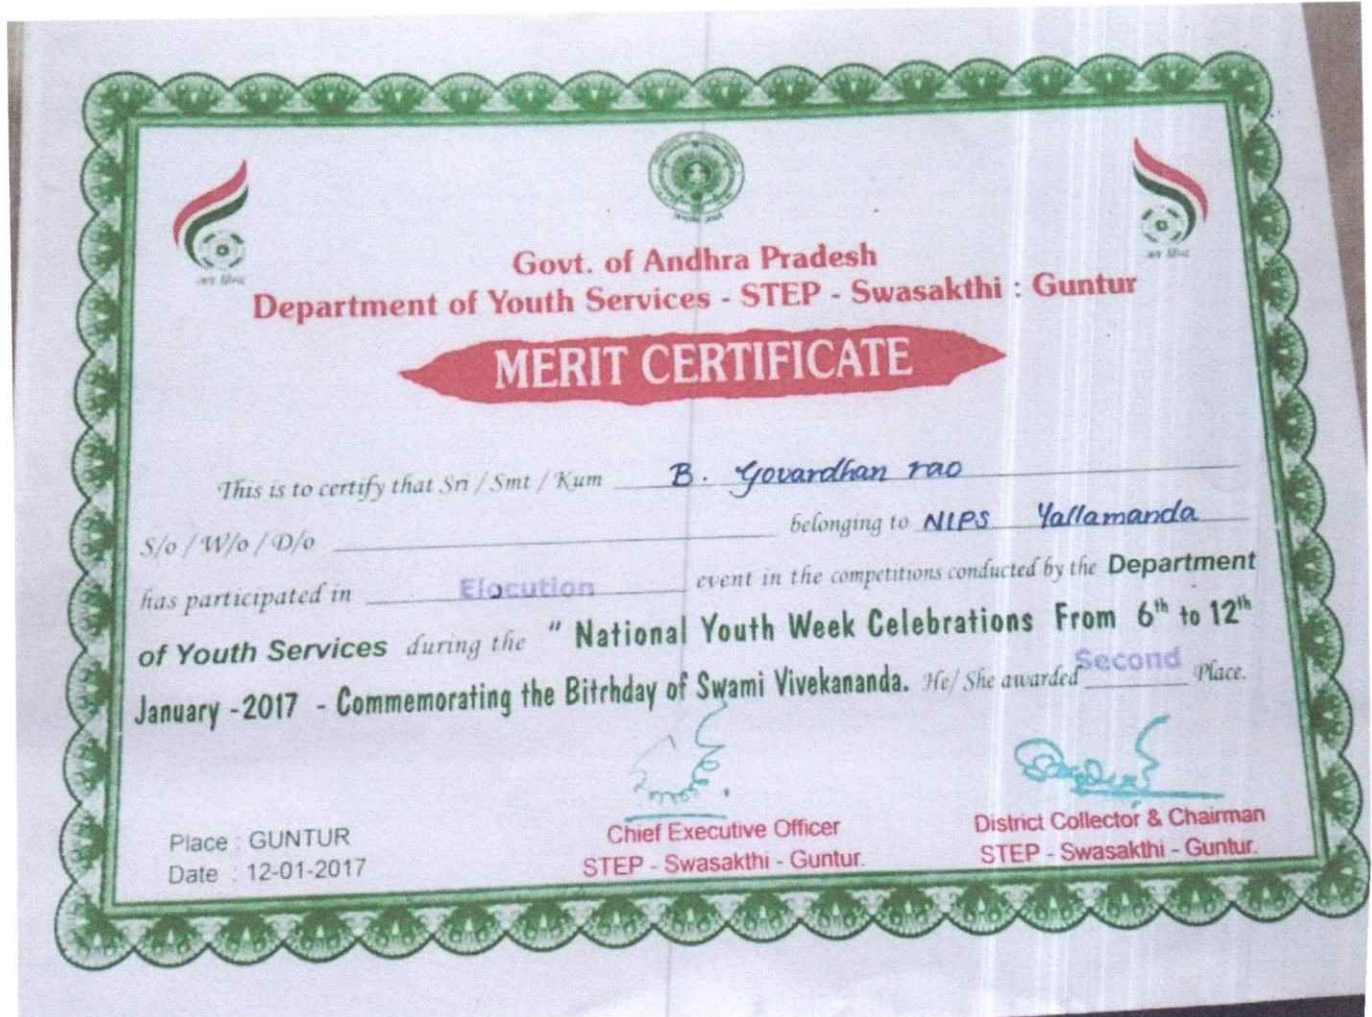 Govt. of Andhra Pradesh
Department of Youth Services - STEP - Swasakthi : Guntur
MERIT CERTIFICATE
This is to certify that Sri / Smt / Kum B. Govardhan rao
S/o / W/o / D/o belonging to NIPS Yallamanda
has participated in Elocution event in the competitions conducted by the Department
of Youth Services during the " National Youth Week Celebrations From 6th to 12th
January -2017 - Commemorating the Bitrhday of Swami Vivekananda. He/ She awarded Second Place.
Place : GUNTUR
Date : 12-01-2017
Chief Executive Officer
STEP - Swasakthi - Guntur.
District Collector & Chairman
STEP - Swasakthi - Guntur.